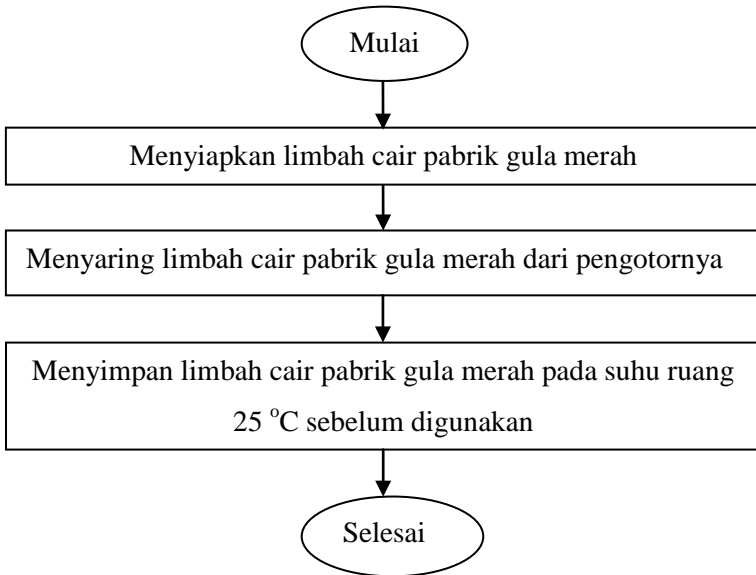 Mulai
Menyiapkan limbah cair pabrik gula merah
Menyaring limbah cair pabrik gula merah dari pengotornya
Menyimpan limbah cair pabrik gula merah pada suhu ruang
25 °C sebelum digunakan
Selesai